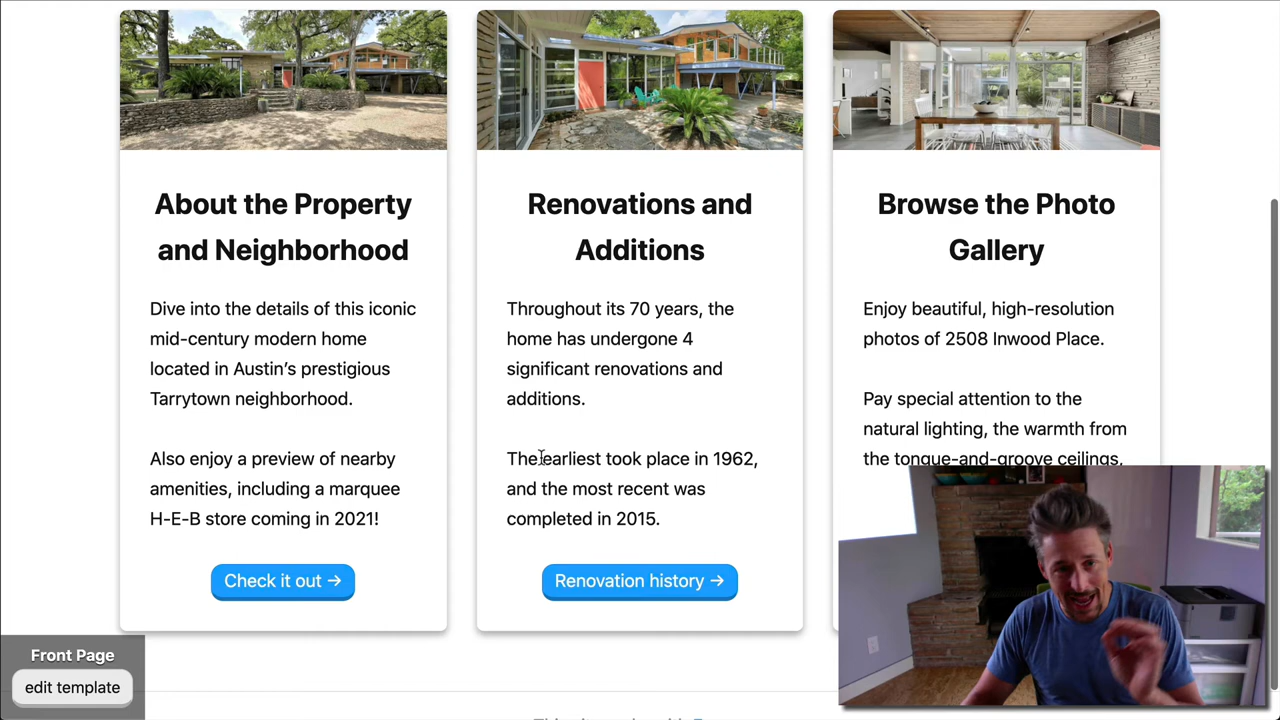 About the Property
and Neighborhood
Dive into the details of this iconic
mid-century modern home
located in Austin’s prestigious
Tarrytown neighborhood.
Also enjoy a preview of nearby
amenities, including a marquee
H-E-B store coming in 2021!
Check it out →
Renovations and
Additions
Throughout its 70 years, the
home has undergone 4
significant renovations and
additions.
The earliest took place in 1962,
and the most recent was
completed in 2015.
Renovation history →
Browse the Photo
Gallery
Enjoy beautiful, high-resolution
photos of 2508 Inwood Place.
Pay special attention to the
natural lighting, the warmth from
the tongue-and-groove ceilings,
Front Page
edit template